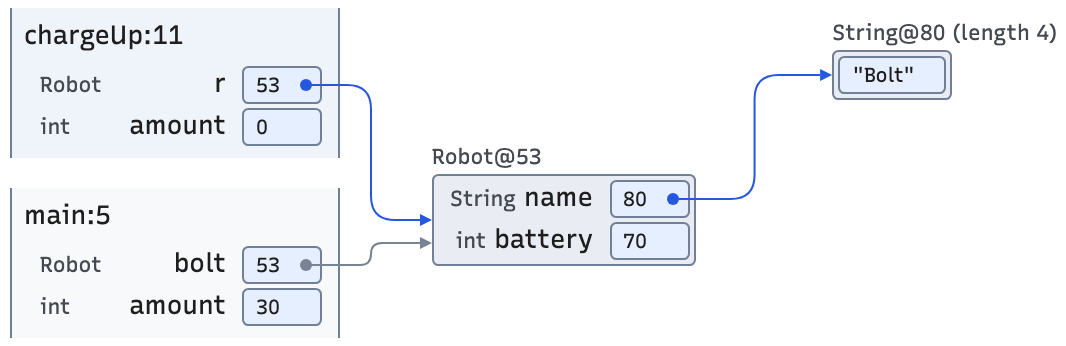 chargeUp:11
Robot r 53
int amount 0
main:5
Robot bolt 53
int amount 30
Robot@53
String name 80
int battery 70
String@80 (length 4)
"Bolt"